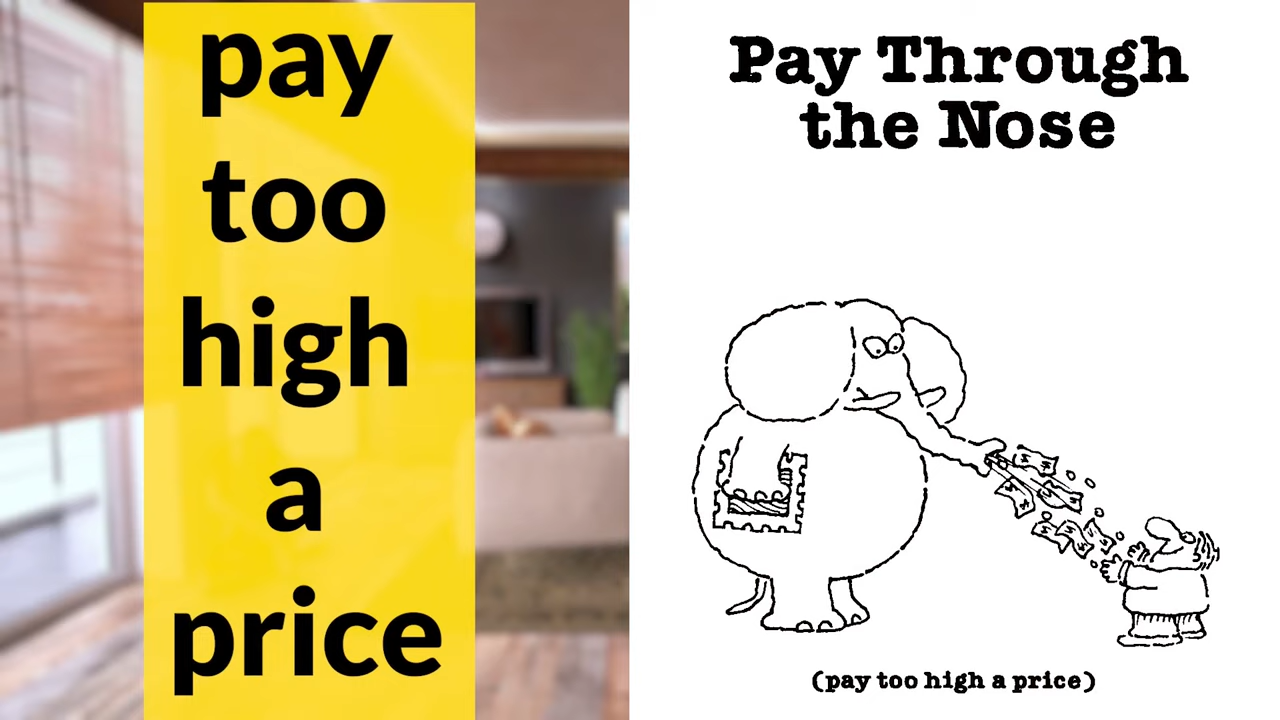 pay
too
high
a
price
Pay Through
the Nose
(pay too high a price)